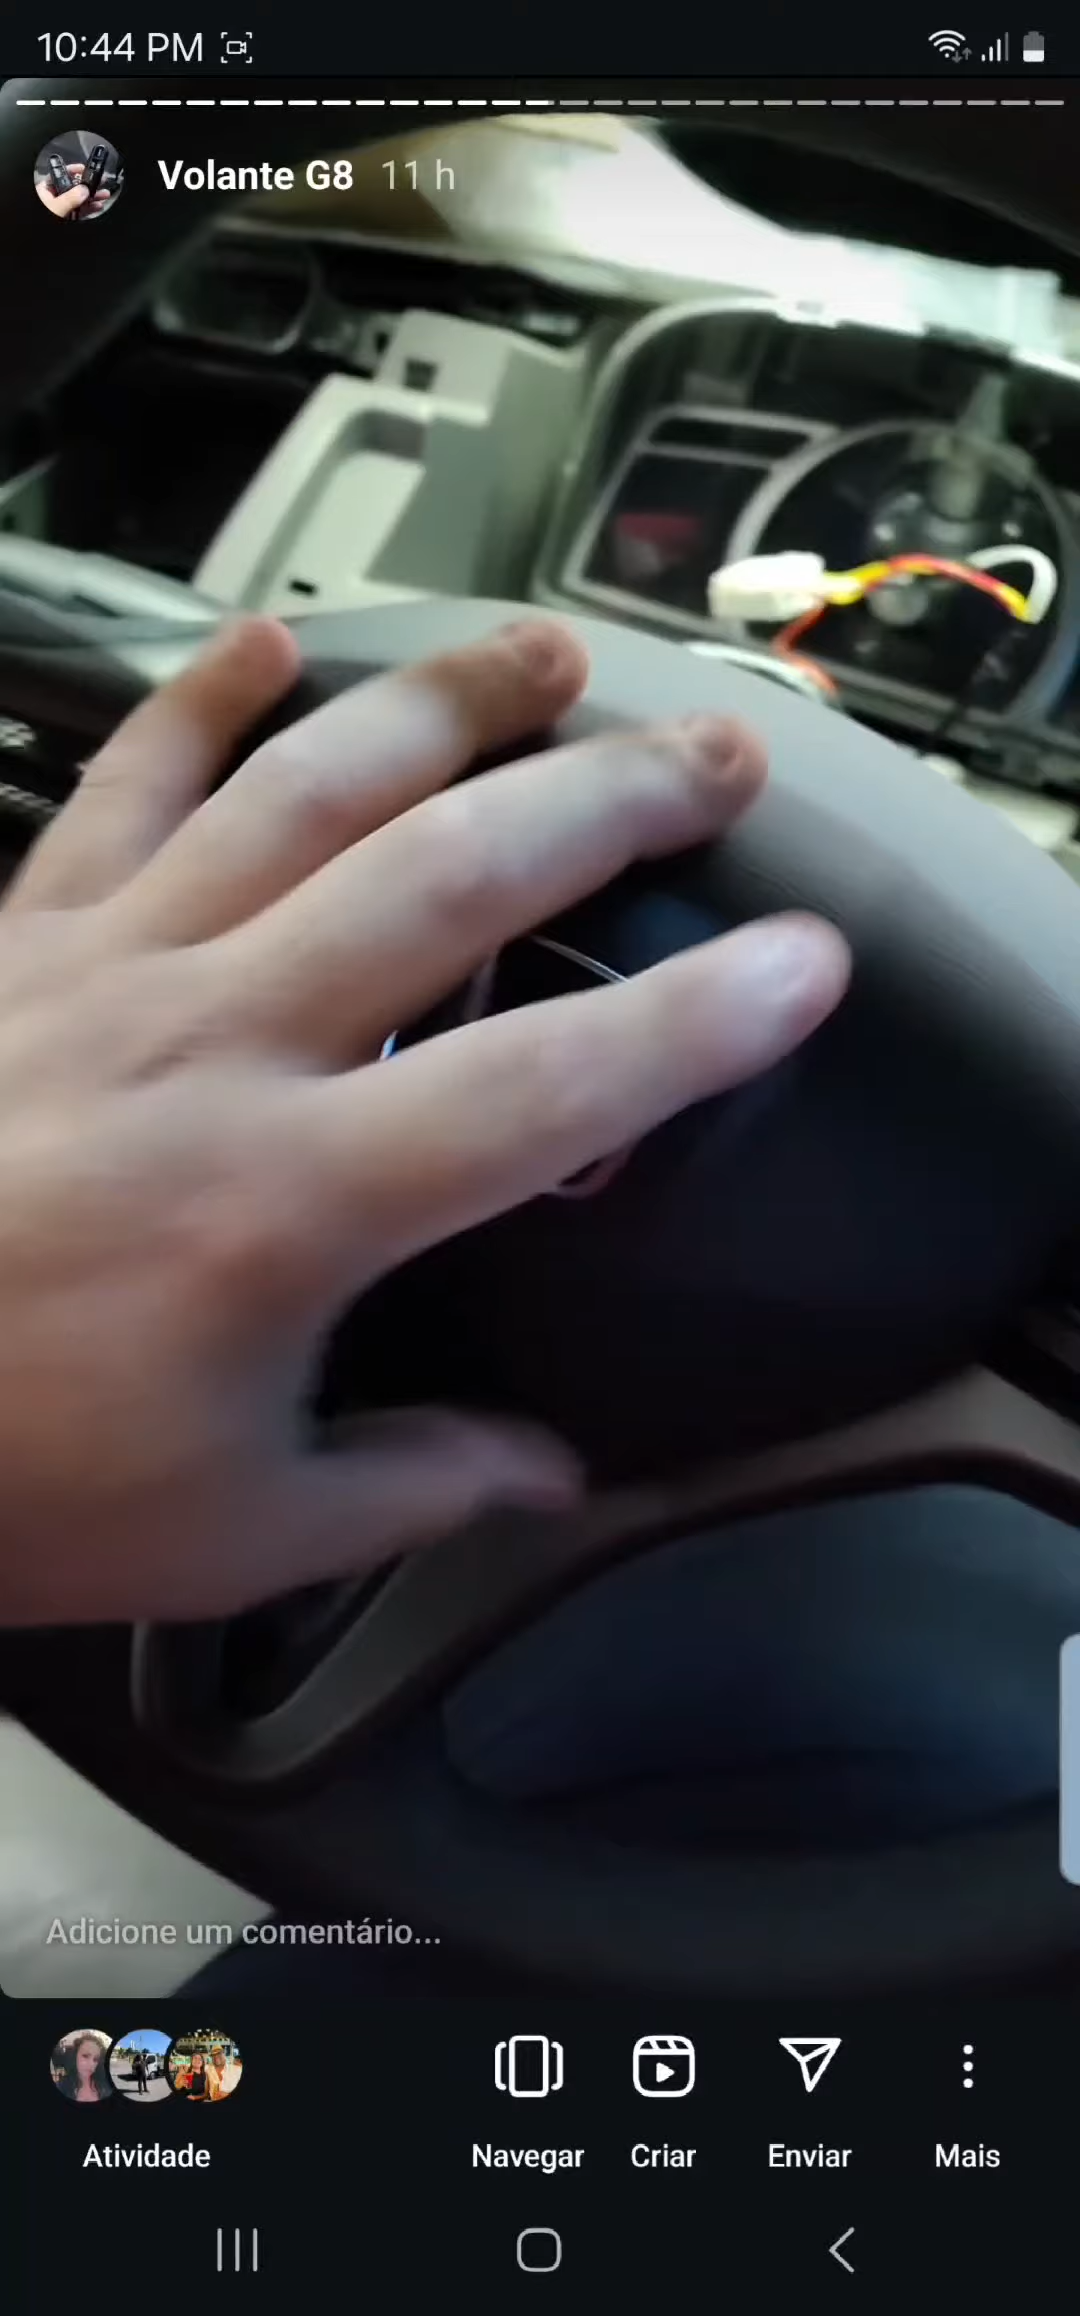 10:44 PM
Volante G8 11 h
Adicione um comentário...
Atividade
Navegar
Criar
Enviar
Mais